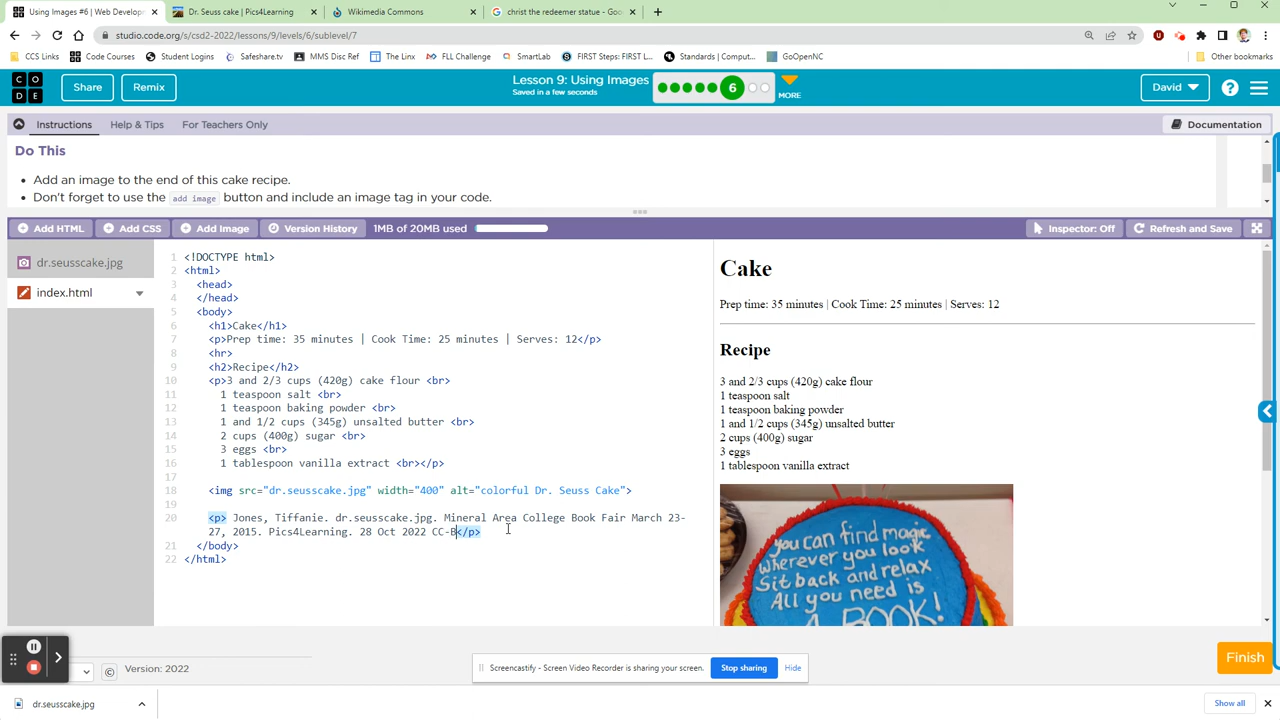 Using Images #6 | Web Develop
Dr. Seuss cake | Pics4Learning
Wikimedia Commons
christ the redeemer statue - Goo
studio.code.org/s/csd2-2022/lessons/9/levels/6/sublevel/7
CCS Links
Code Courses
Student Logins
Safeshare.tv
MMS Disc Ref
The Linx
FLL Challenge
SmartLab
FIRST Steps: FIRST L...
Standards | Comput...
GoOpenNC
Other bookmarks
CODE
Share
Remix
Lesson 9: Using Images
Saved in a few seconds
6
MORE
David
Instructions
Help & Tips
For Teachers Only
Documentation
Do This
• Add an image to the end of this cake recipe.
• Don't forget to use the add image button and include an image tag in your code.
Add HTML
Add CSS
Add Image
Version History
1MB of 20MB used
Inspector: Off
Refresh and Save
dr.seusscake.jpg
index.html
1 <!DOCTYPE html>
2 <html>
3 <head>
4 </head>
5 <body>
6 <h1>Cake</h1>
7 <p>Prep time: 35 minutes | Cook Time: 25 minutes | Serves: 12</p>
8 <hr>
9 <h2>Recipe</h2>
10 <p>3 and 2/3 cups (420g) cake flour <br>
11 1 teaspoon salt <br>
12 1 teaspoon baking powder <br>
13 1 and 1/2 cups (345g) unsalted butter <br>
14 2 cups (400g) sugar <br>
15 3 eggs <br>
16 1 tablespoon vanilla extract <br></p>
17
18 <img src="dr.seusscake.jpg" width="400" alt="colorful Dr. Seuss Cake">
19
20 <p> Jones, Tiffanie. dr.seusscake.jpg. Mineral Area College Book Fair March 23-
27, 2015. Pics4Learning. 28 Oct 2022 CC-B</p>
21 </body>
22 </html>
Cake
Prep time: 35 minutes | Cook Time: 25 minutes | Serves: 12
Recipe
3 and 2/3 cups (420g) cake flour
1 teaspoon salt
1 teaspoon baking powder
1 and 1/2 cups (345g) unsalted butter
2 cups (400g) sugar
3 eggs
1 tablespoon vanilla extract
you can find magic
Wherever you look
Sit back and relax
All you need is
A BOOK!
Finish
Version: 2022
Screencastify - Screen Video Recorder is sharing your screen.
Stop sharing
Hide
dr.seusscake.jpg
Show all